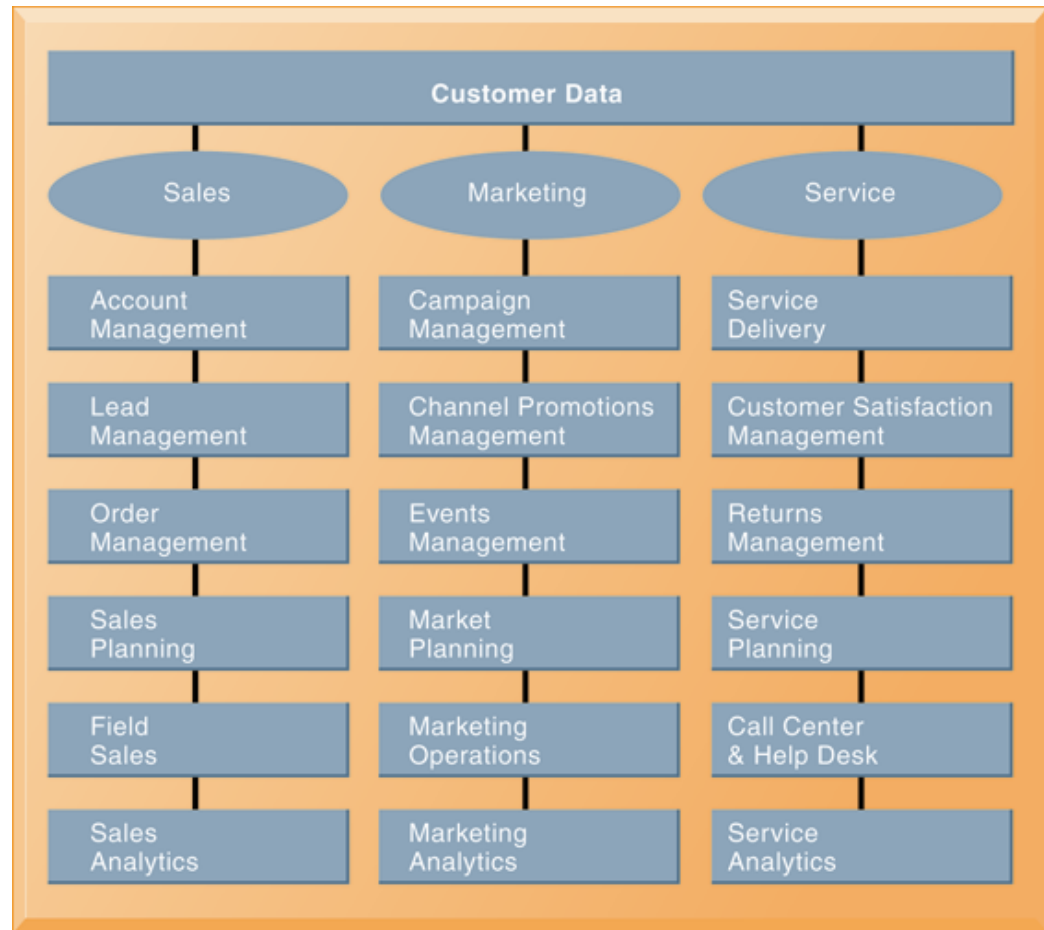 Customer Data
Sales
Marketing
Service
Account
Management
Campaign
Management
Service
Delivery
Lead
Management
Channel Promotions
Management
Customer Satisfaction
Management
Order
Management
Events
Management
Returns
Management
Sales
Planning
Market
Planning
Service
Planning
Field
Sales
Marketing
Operations
Call Center
& Help Desk
Sales
Analytics
Marketing
Analytics
Service
Analytics